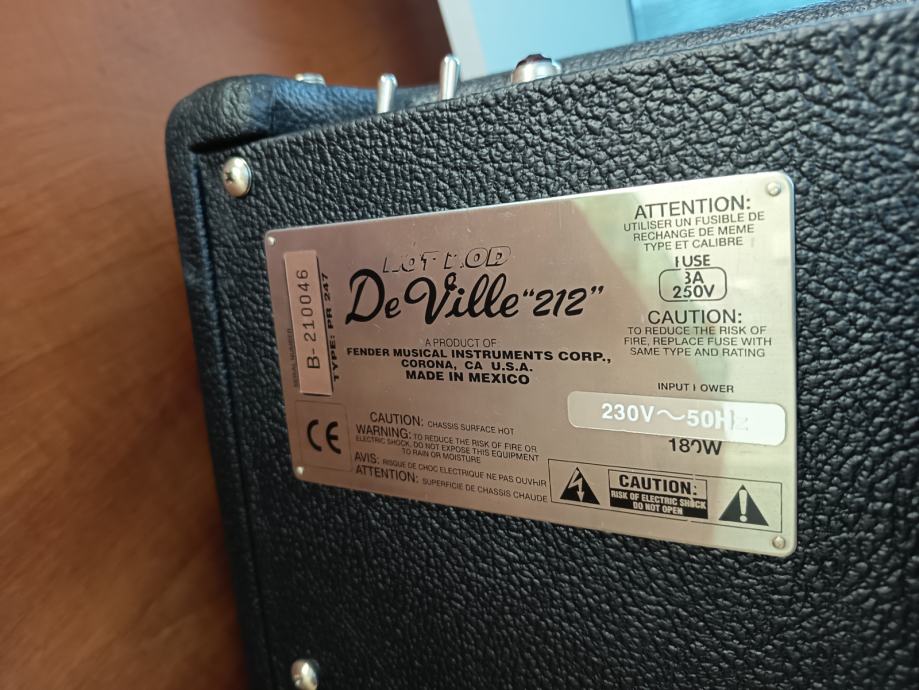 HOT ROD
De Ville "212"
A PRODUCT OF:
FENDER MUSICAL INSTRUMENTS CORP.,
CORONA, CA U.S.A.
MADE IN MEXICO
SERIAL NUMBER
B-210046
TYPE: PR 247
ATTENTION:
UTILISER UN FUSIBLE DE
RECHANGE DE MEME
TYPE ET CALIBRE
FUSE
3A
250V
CAUTION:
TO REDUCE THE RISK OF
FIRE, REPLACE FUSE WITH
SAME TYPE AND RATING
INPUT POWER
230V~50Hz
180W
CE
CAUTION: CHASSIS SURFACE HOT
WARNING: TO REDUCE THE RISK OF FIRE OR
ELECTRIC SHOCK, DO NOT EXPOSE THIS EQUIPMENT
TO RAIN OR MOISTURE
AVIS: RISQUE DE CHOC ELECTRIQUE NE PAS OUVRIR
ATTENTION: SUPERFICIE DE CHASSIS CHAUDE
CAUTION:
RISK OF ELECTRIC SHOCK
DO NOT OPEN